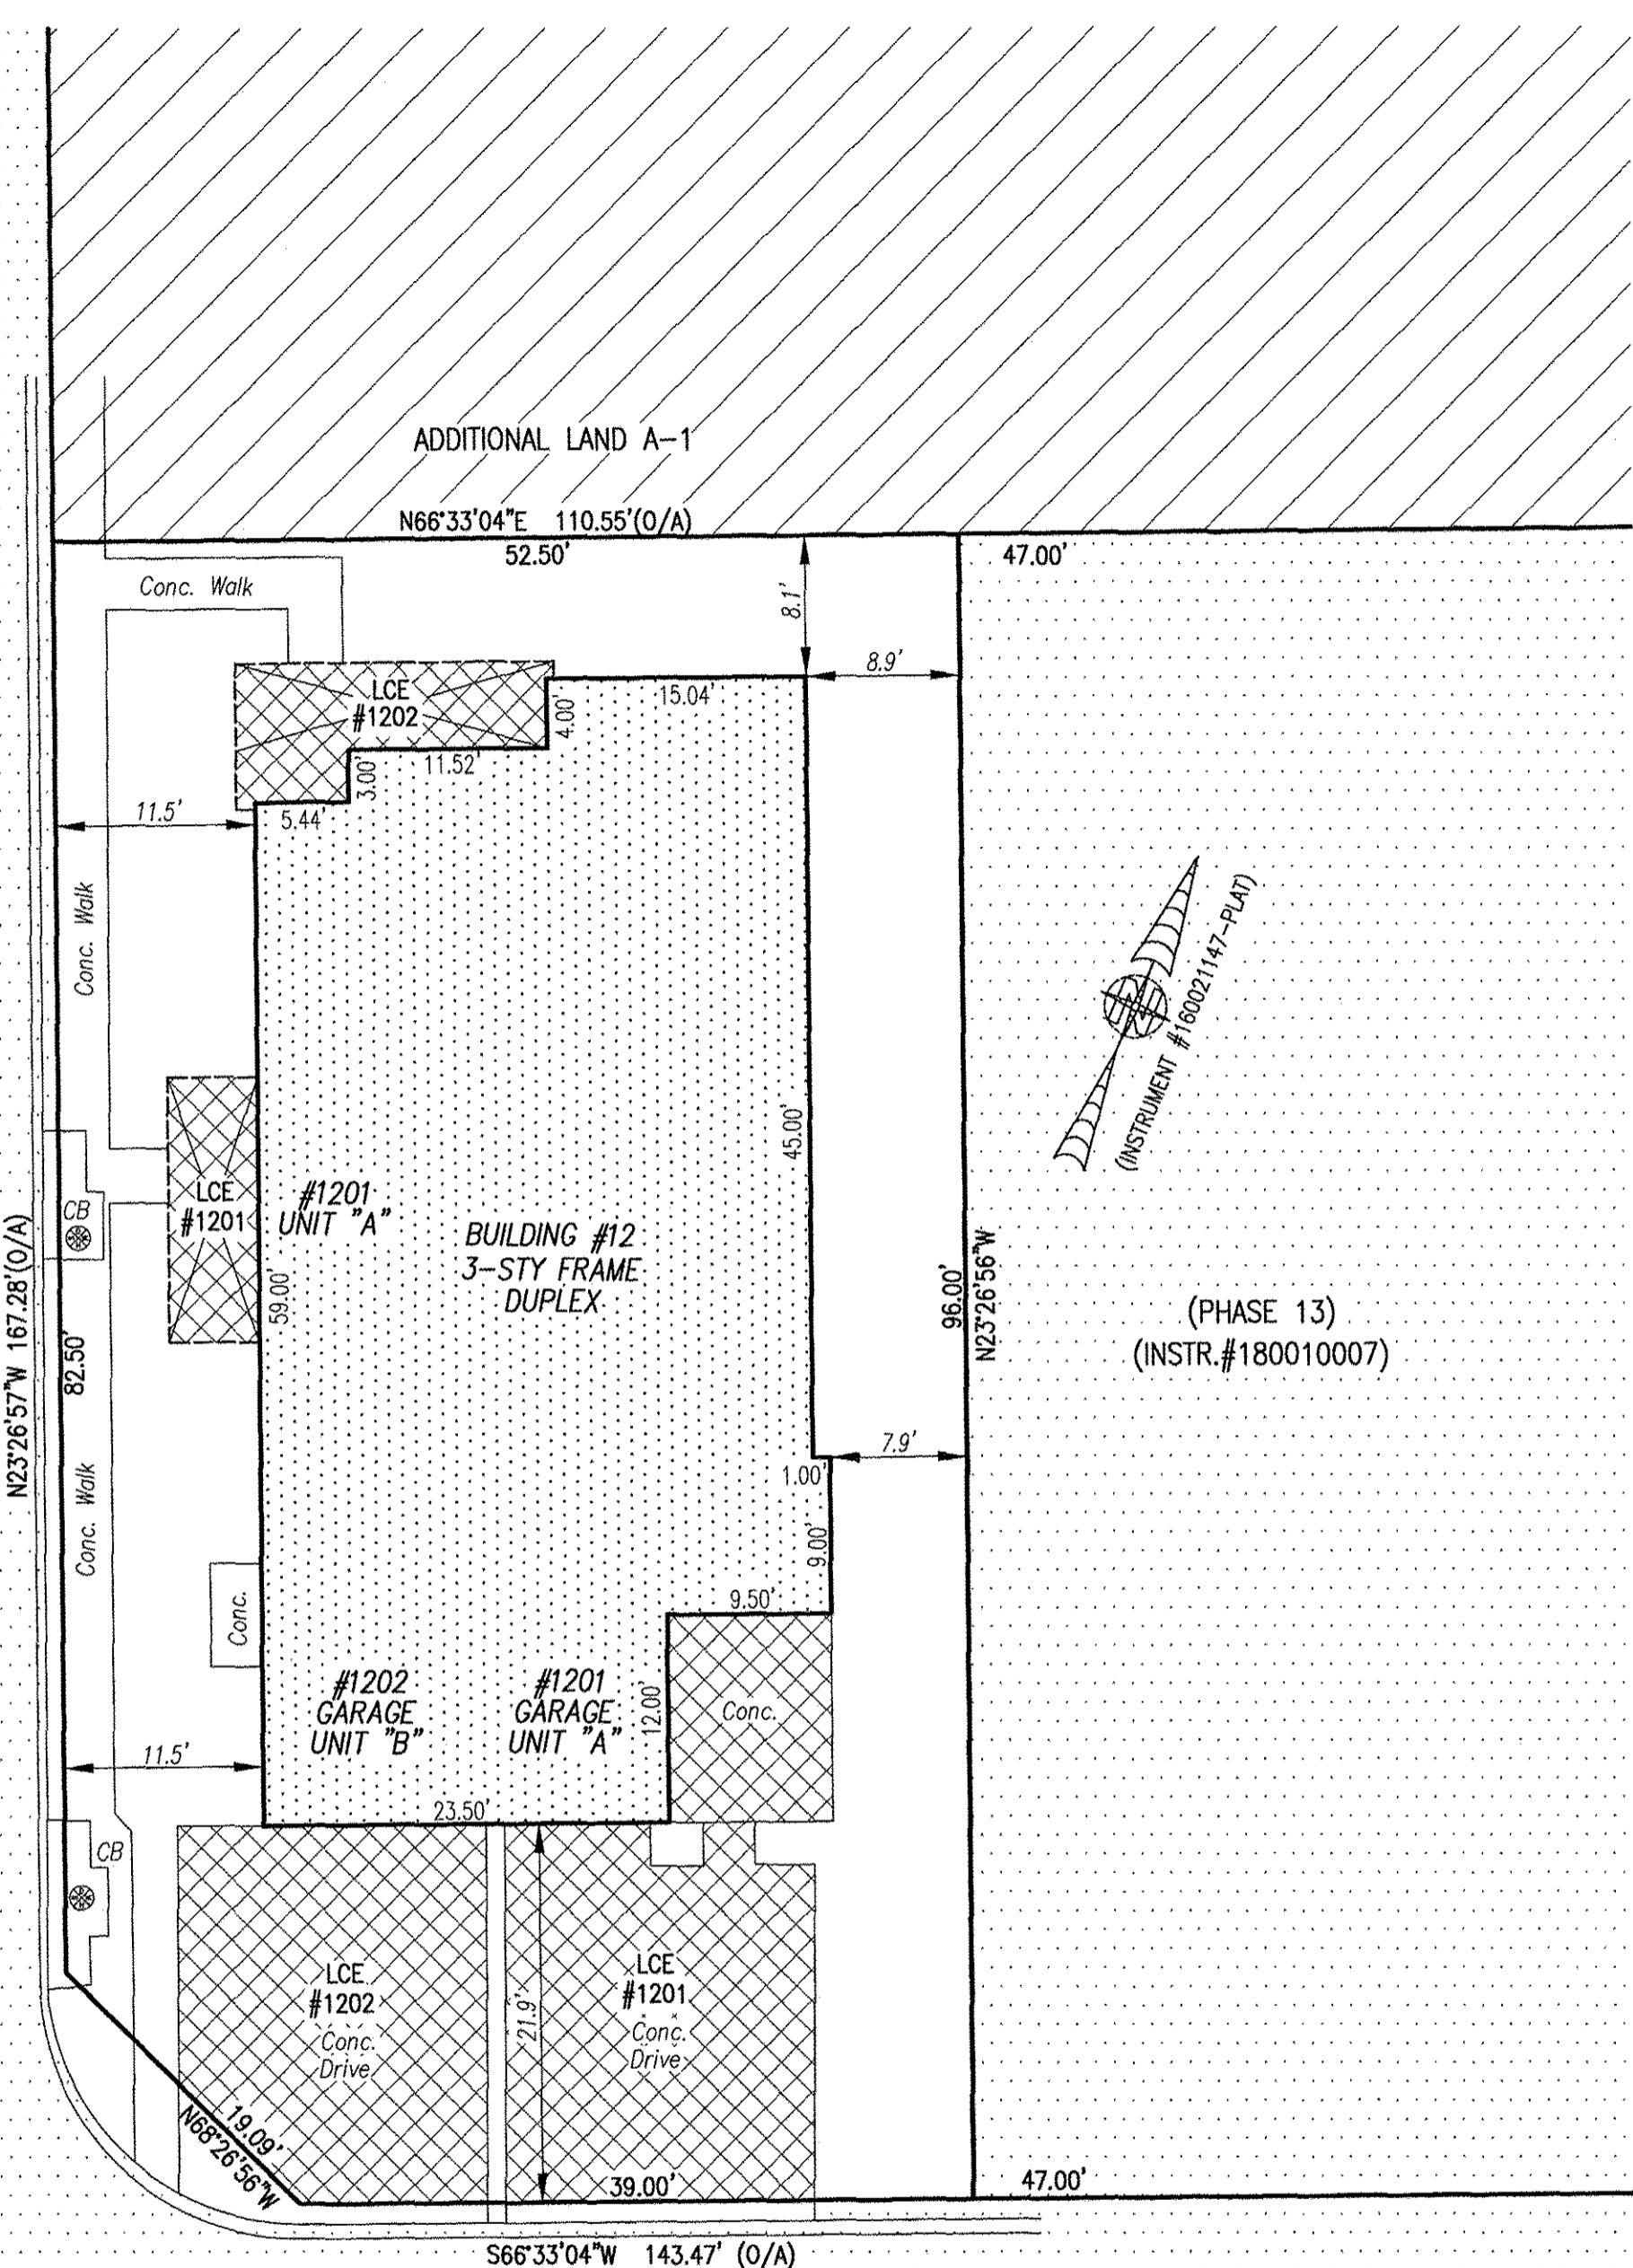 ADDITIONAL LAND A-1
N66°33'04"E 110.55'(O/A)
52.50'
47.00'
Conc. Walk
8.1'
8.9'
LCE
#1202
15.04'
4.00'
11.52'
3.00'
5.44'
11.5'
Conc. Walk
(INSTRUMENT #160021147-PLAT)
45.00'
LCE
#1201
#1201
UNIT "A"
CB
BUILDING #12
3-STY FRAME
DUPLEX
59.00'
96.00'
N23°26'56"W
(PHASE 13)
(INSTR.#180010007)
N23°26'57"W 167.28'(O/A)
82.50'
7.9'
1.00'
Conc. Walk
9.00'
9.50'
Conc.
#1202
GARAGE
UNIT "B"
#1201
GARAGE
UNIT "A"
12.00'
Conc.
11.5'
23.50'
CB
LCE
#1202
Conc.
Drive
21.9'
LCE
#1201
Conc.
Drive
19.09'
N68°26'56"W
39.00'
47.00'
S66°33'04"W 143.47' (O/A)